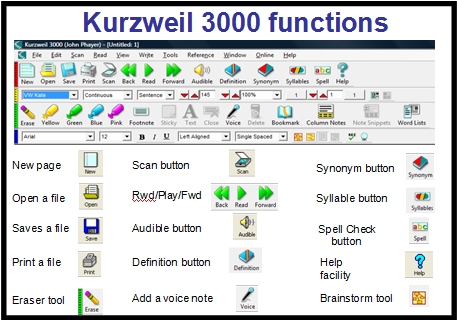 Kurzweil 3000 functions
Kurzweil 3000 (John Phayer) - [Untitled: 1]
File Edit Scan Read View Write Tools Reference Window Online Help
New Open Save Print Scan Back Read Forward Audible Definition Synonym Syllables Spell Help
VW Kate Continuous Sentence 145 100% 1 1
Erase Yellow Green Blue Pink Footnote Sticky Text Close Voice Delete Bookmark Column Notes Note Snippets Word Lists
Arial 12 B I U Left Aligned Single Spaced
New page New Scan button Scan Synonym button Synonym
Open a file Open Rwd/Play/Fwd Back Read Forward Syllable button Syllables
Saves a file Save Audible button Audible Spell Check button Spell
Print a file Print Definition button Definition Help facility Help
Eraser tool Erase Add a voice note Voice Brainstorm tool